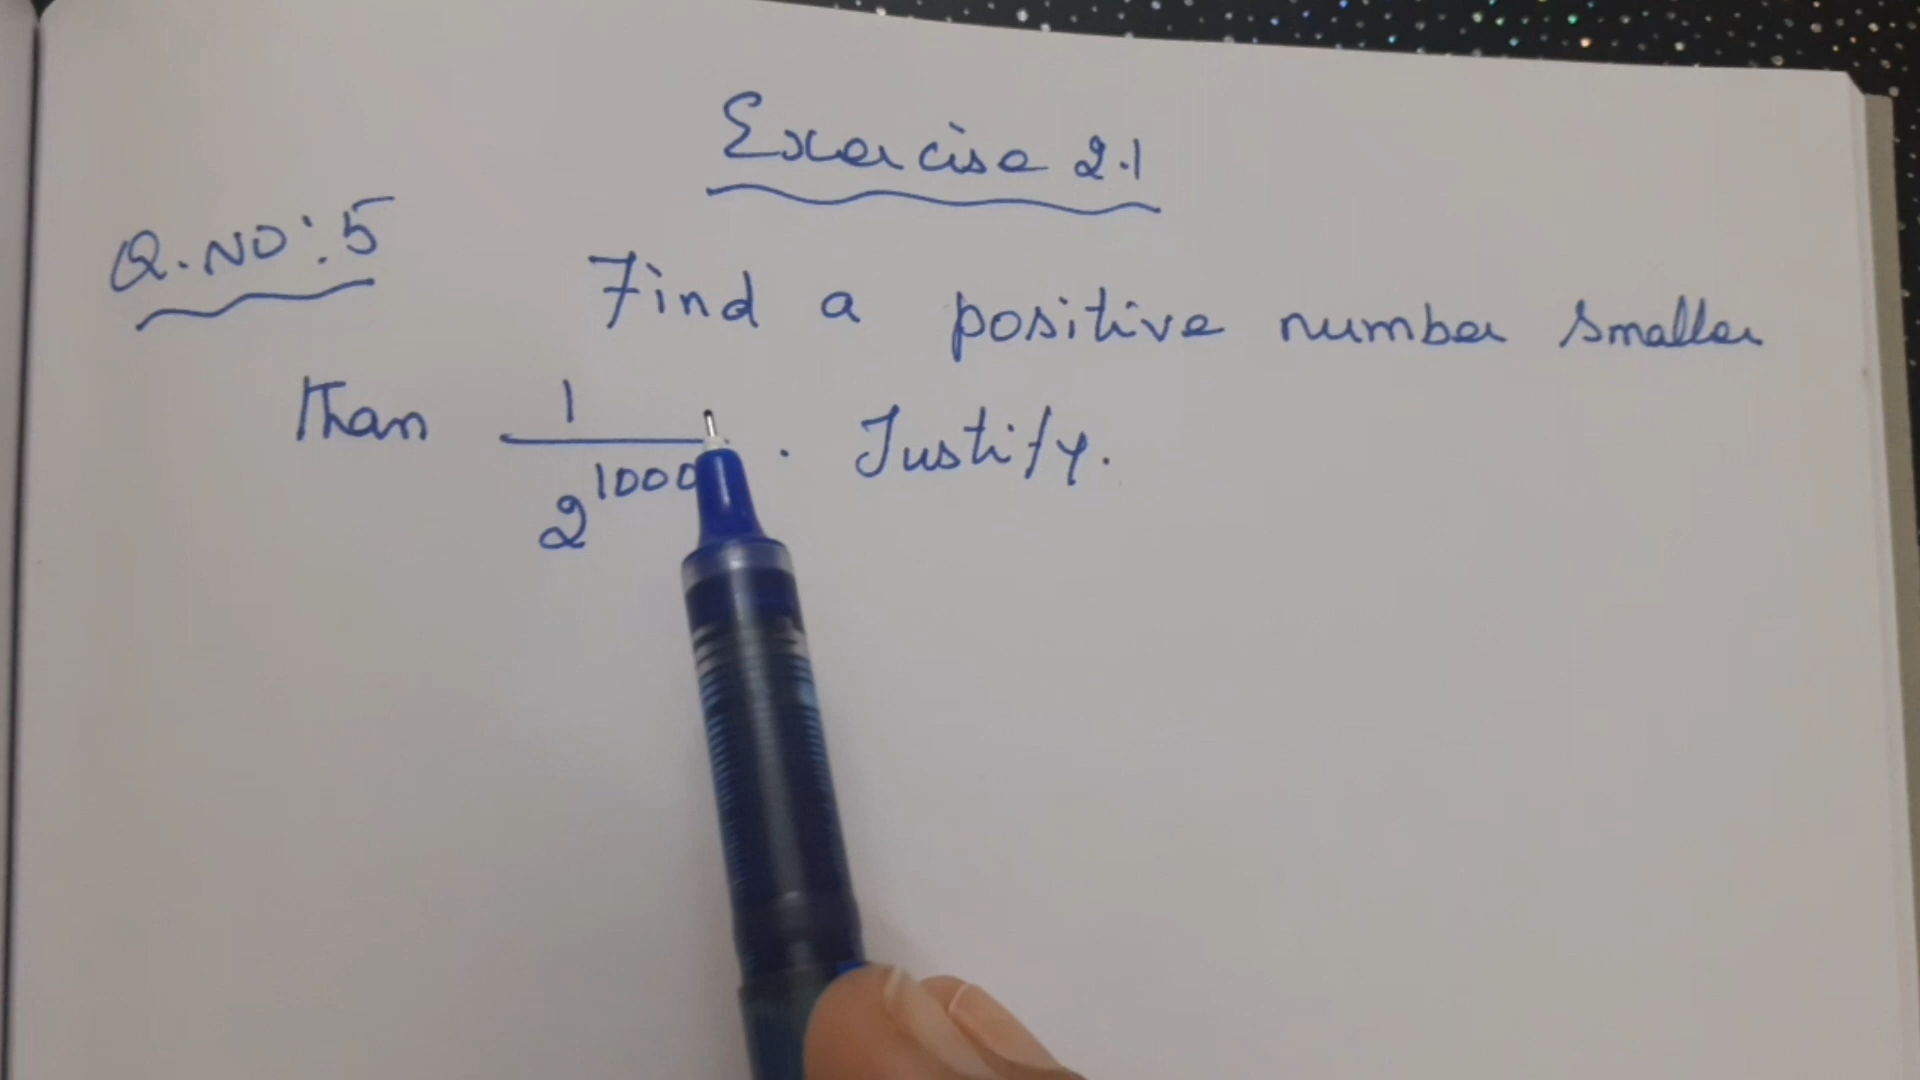 Exercise 2.1
Q.NO:5
Find a positive number smaller
than 1/2^1000. Justify.